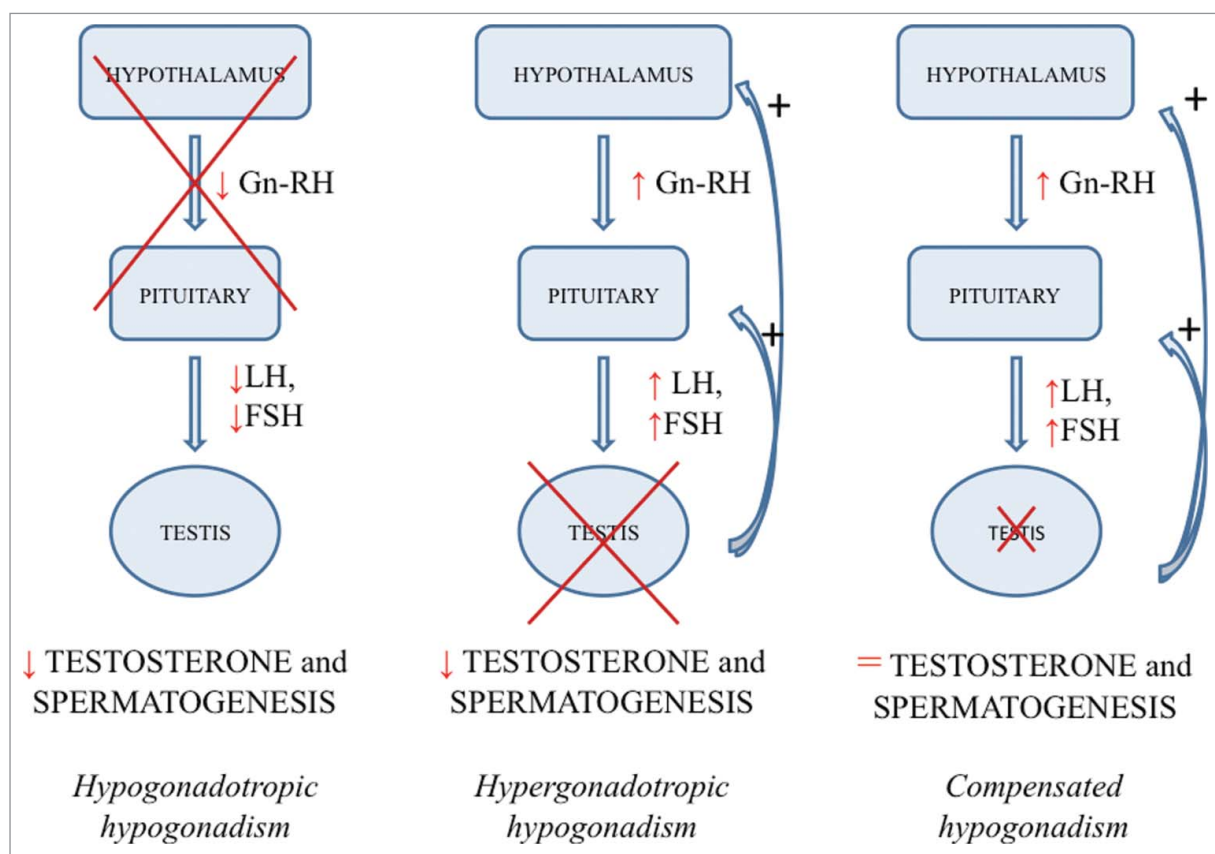 HYPOTHALAMUS
↓ Gn-RH
PITUITARY
↓LH,
↓FSH
TESTIS
↓ TESTOSTERONE and
SPERMATOGENESIS
Hypogonadotropic
hypogonadism
HYPOTHALAMUS
+
↑ Gn-RH
PITUITARY
+
↑ LH,
↑FSH
TESTIS
↓ TESTOSTERONE and
SPERMATOGENESIS
Hypergonadotropic
hypogonadism
HYPOTHALAMUS
+
↑ Gn-RH
PITUITARY
+
↑LH,
↑FSH
TESTIS
= TESTOSTERONE and
SPERMATOGENESIS
Compensated
hypogonadism